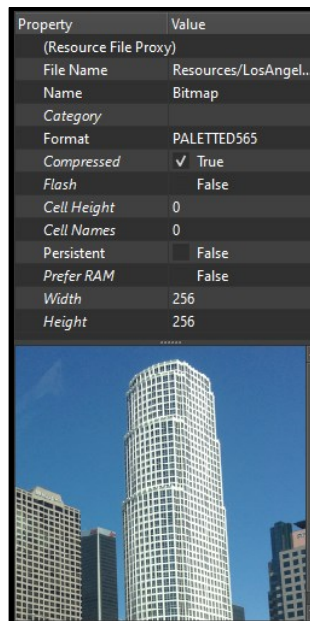 Property Value
(Resource File Proxy)
File Name Resources/LosAngel...
Name Bitmap
Category
Format PALETTED565
Compressed True
Flash False
Cell Height 0
Cell Names 0
Persistent False
Prefer RAM False
Width 256
Height 256